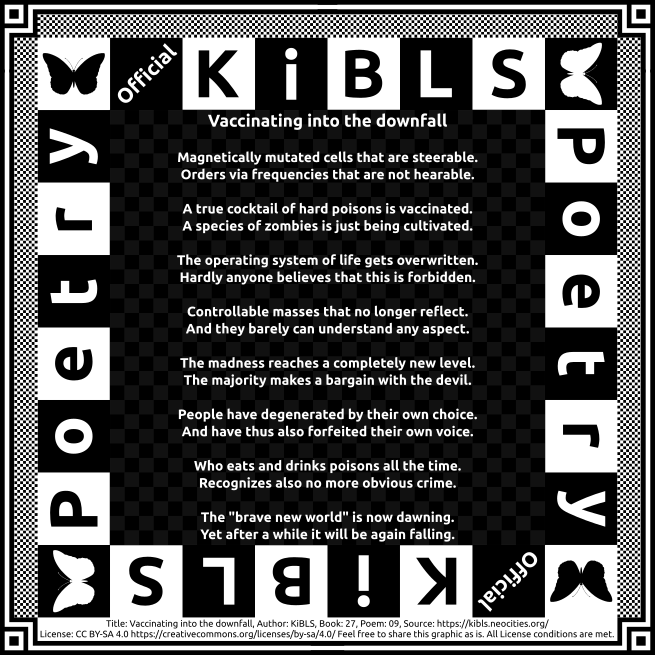 Official KiBLS
Poetry
Poetry
Vaccinating into the downfall
Magnetically mutated cells that are steerable.
Orders via frequencies that are not hearable.
A true cocktail of hard poisons is vaccinated.
A species of zombies is just being cultivated.
The operating system of life gets overwritten.
Hardly anyone believes that this is forbidden.
Controllable masses that no longer reflect.
And they barely can understand any aspect.
The madness reaches a completely new level.
The majority makes a bargain with the devil.
People have degenerated by their own choice.
And have thus also forfeited their own voice.
Who eats and drinks poisons all the time.
Recognizes also no more obvious crime.
The "brave new world" is now dawning.
Yet after a while it will be again falling.
Official KiBLS
Title: Vaccinating into the downfall, Author: KiBLS, Book: 27, Poem: 09, Source: https://kibls.neocities.org/
License: CC BY-SA 4.0 https://creativecommons.org/licenses/by-sa/4.0/ Feel free to share this graphic as is. All License conditions are met.